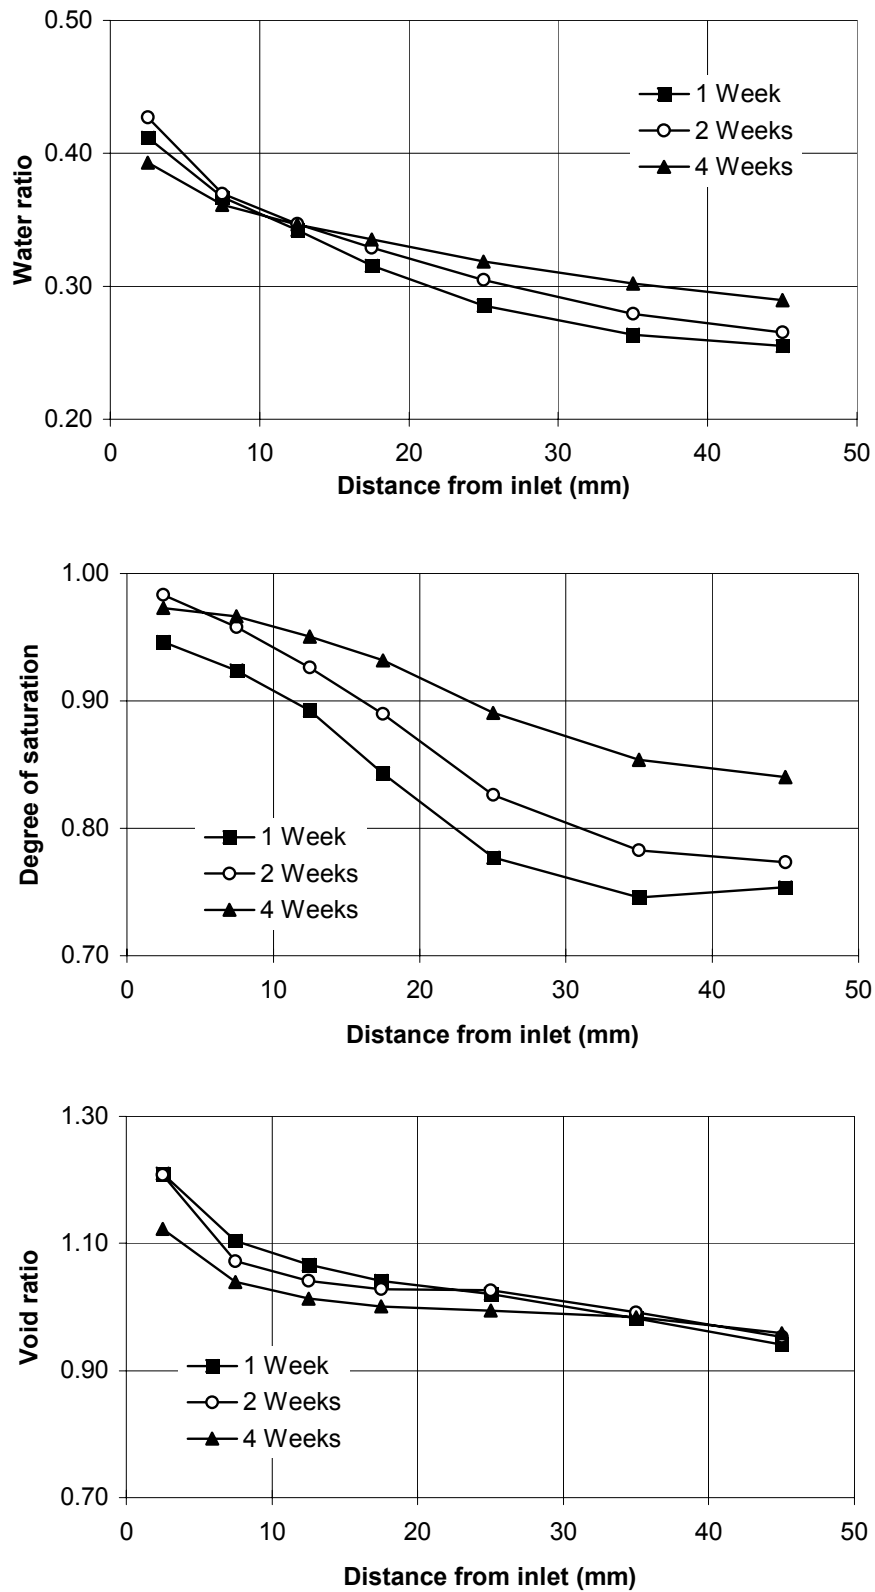 0.50
0.40
0.30
0.20
Water ratio
1 Week
2 Weeks
4 Weeks
0 10 20 30 40 50
Distance from inlet (mm)
1.00
0.90
0.80
0.70
Degree of saturation
1 Week
2 Weeks
4 Weeks
0 10 20 30 40 50
Distance from inlet (mm)
1.30
1.10
0.90
0.70
Void ratio
1 Week
2 Weeks
4 Weeks
0 10 20 30 40 50
Distance from inlet (mm)